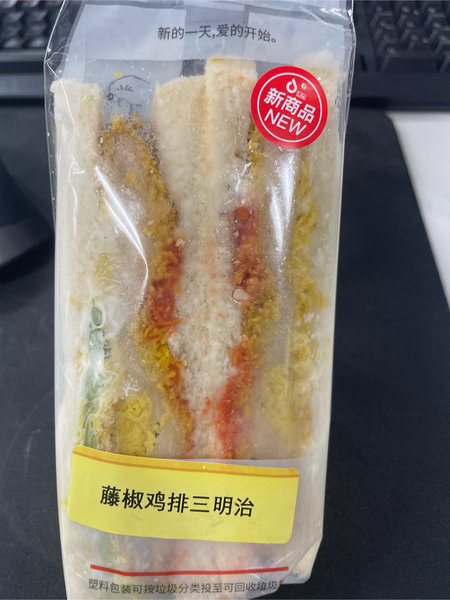 新的一天,爱的开始。
新商品
NEW
藤椒鸡排三明治
塑料包装可按垃圾分类投至可回收垃圾